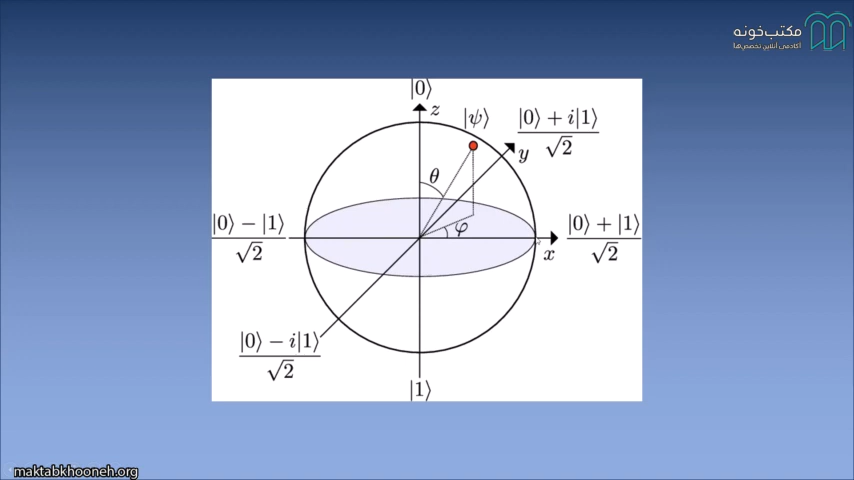 مکتب‌خونه
آکادمی آنلاین تخصص‌ها
|0⟩
z
|ψ⟩
|0⟩ + i|1⟩
√2
y
θ
|0⟩ − |1⟩
√2
φ
|0⟩ + |1⟩
√2
x
|0⟩ − i|1⟩
√2
|1⟩
maktabkhooneh.org